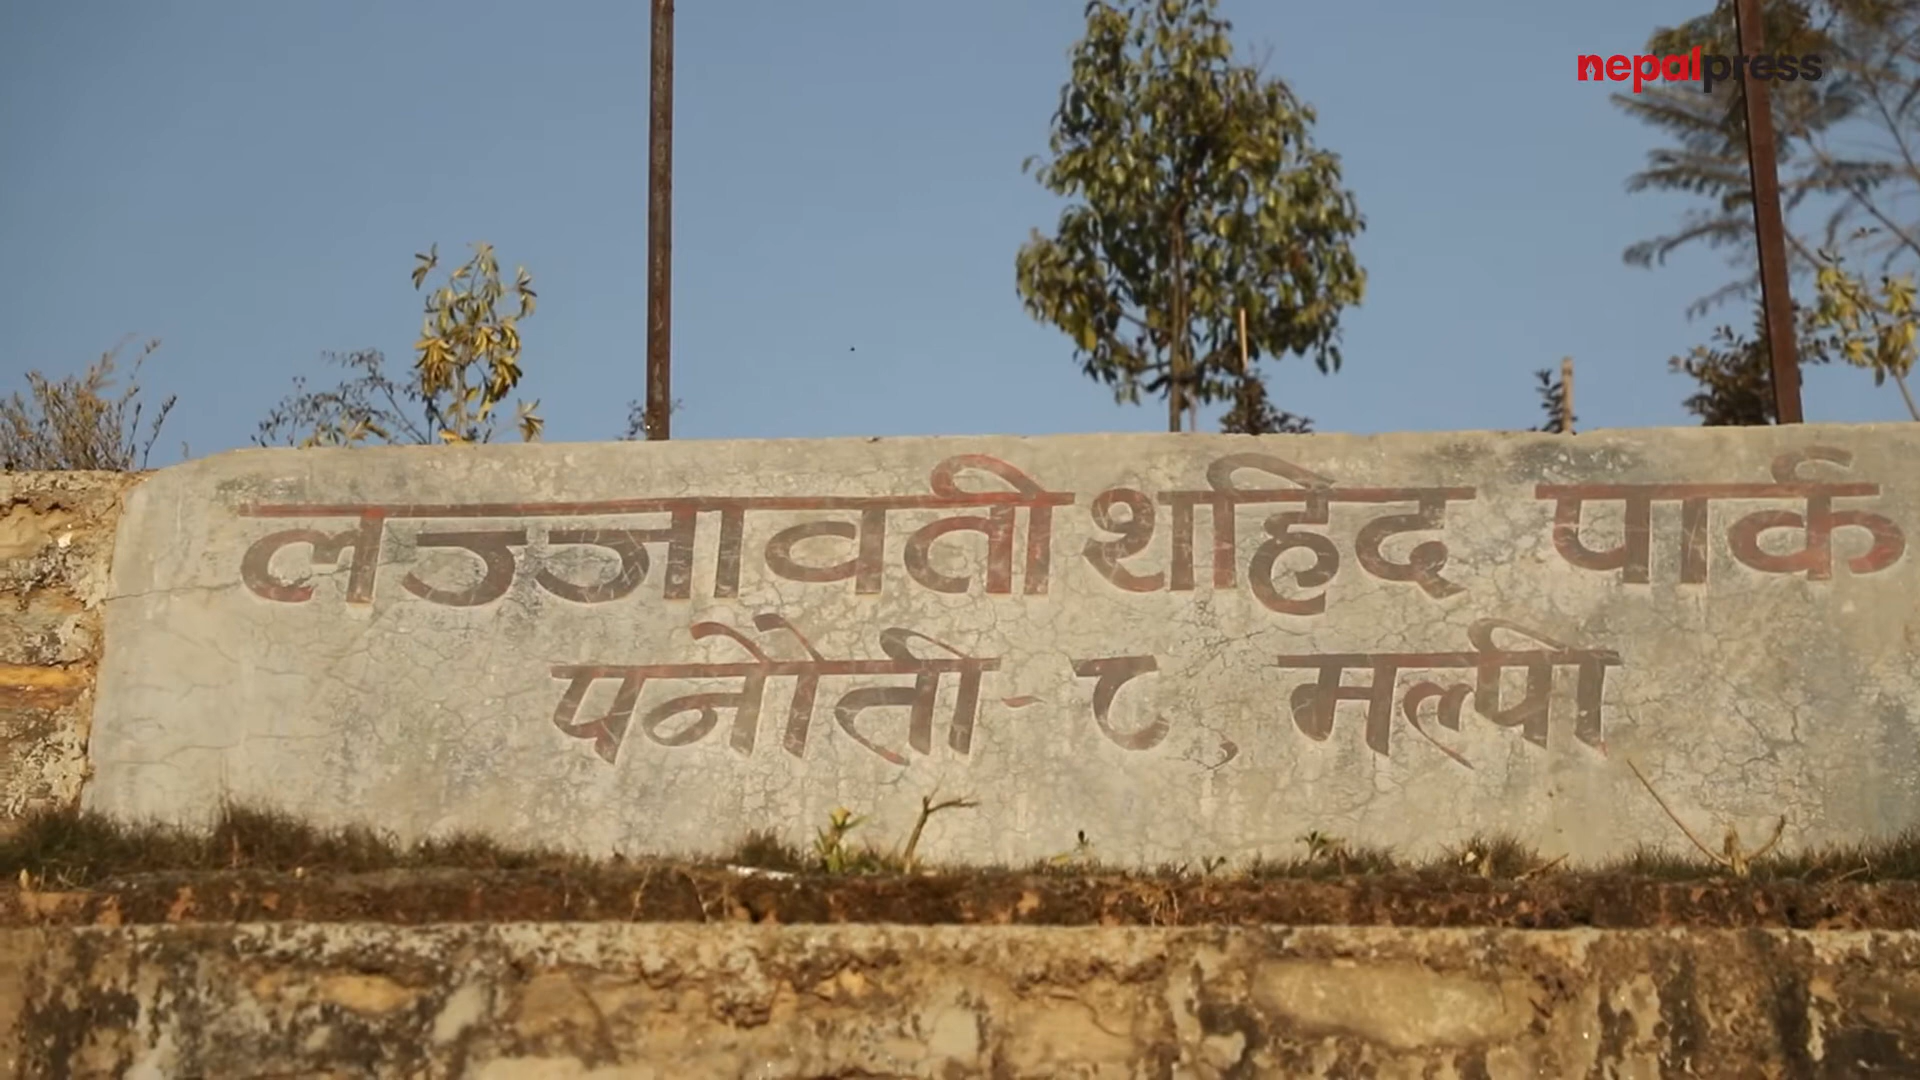 nepalpress
लज्जावती शहिद पार्क
पनौती - ८, मल्पी